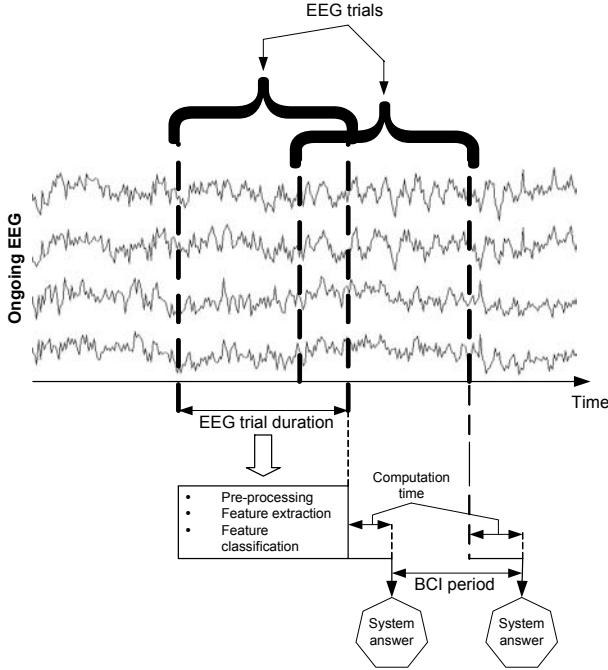 EEG trials
Ongoing EEG
Time
EEG trial duration
Computation
time
• Pre-processing
• Feature extraction
• Feature
classification
BCI period
System
answer
System
answer